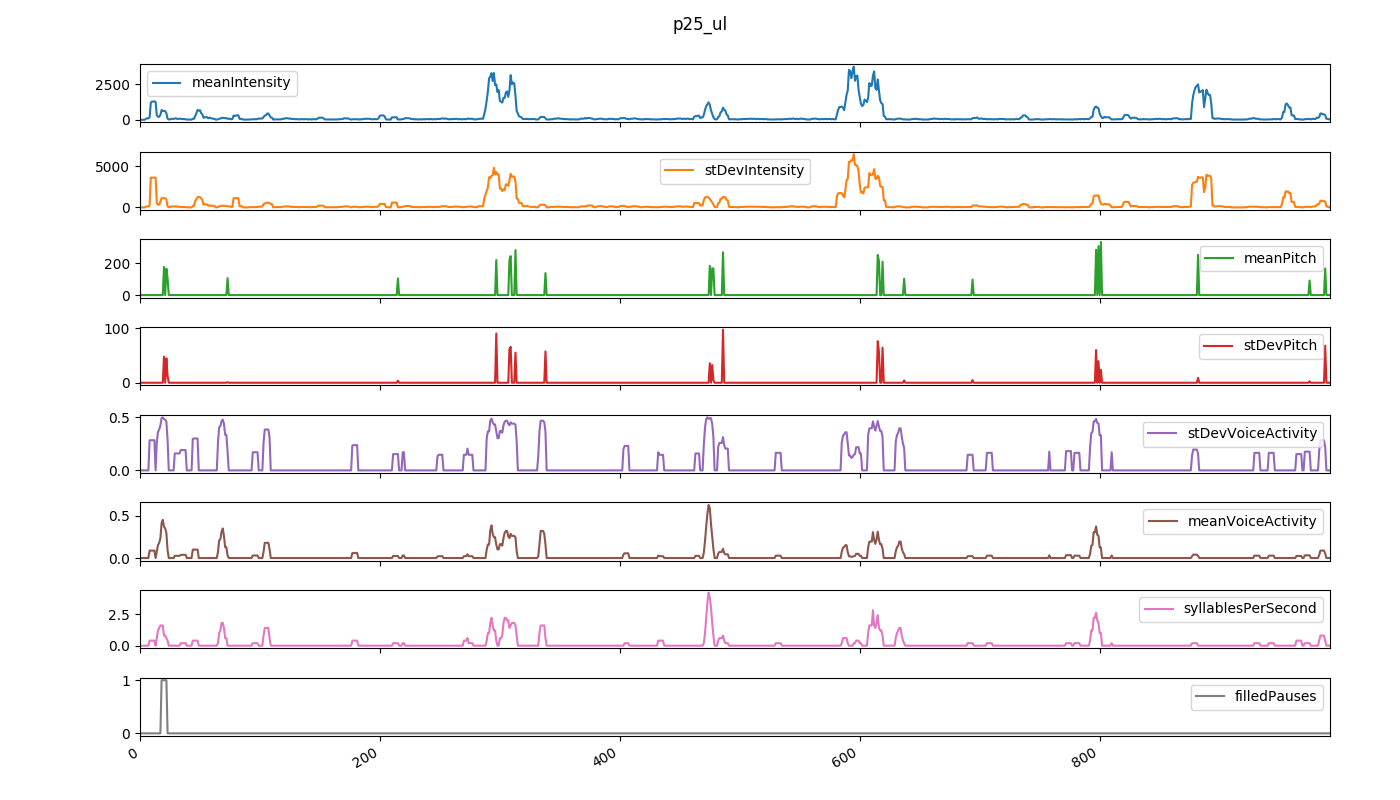 p25_ul
2500
0
meanIntensity
5000
0
stDevIntensity
200
0
meanPitch
100
0
stDevPitch
0.5
0.0
stDevVoiceActivity
0.5
0.0
meanVoiceActivity
2.5
0.0
syllablesPerSecond
1
0
filledPauses
0
200
400
600
800